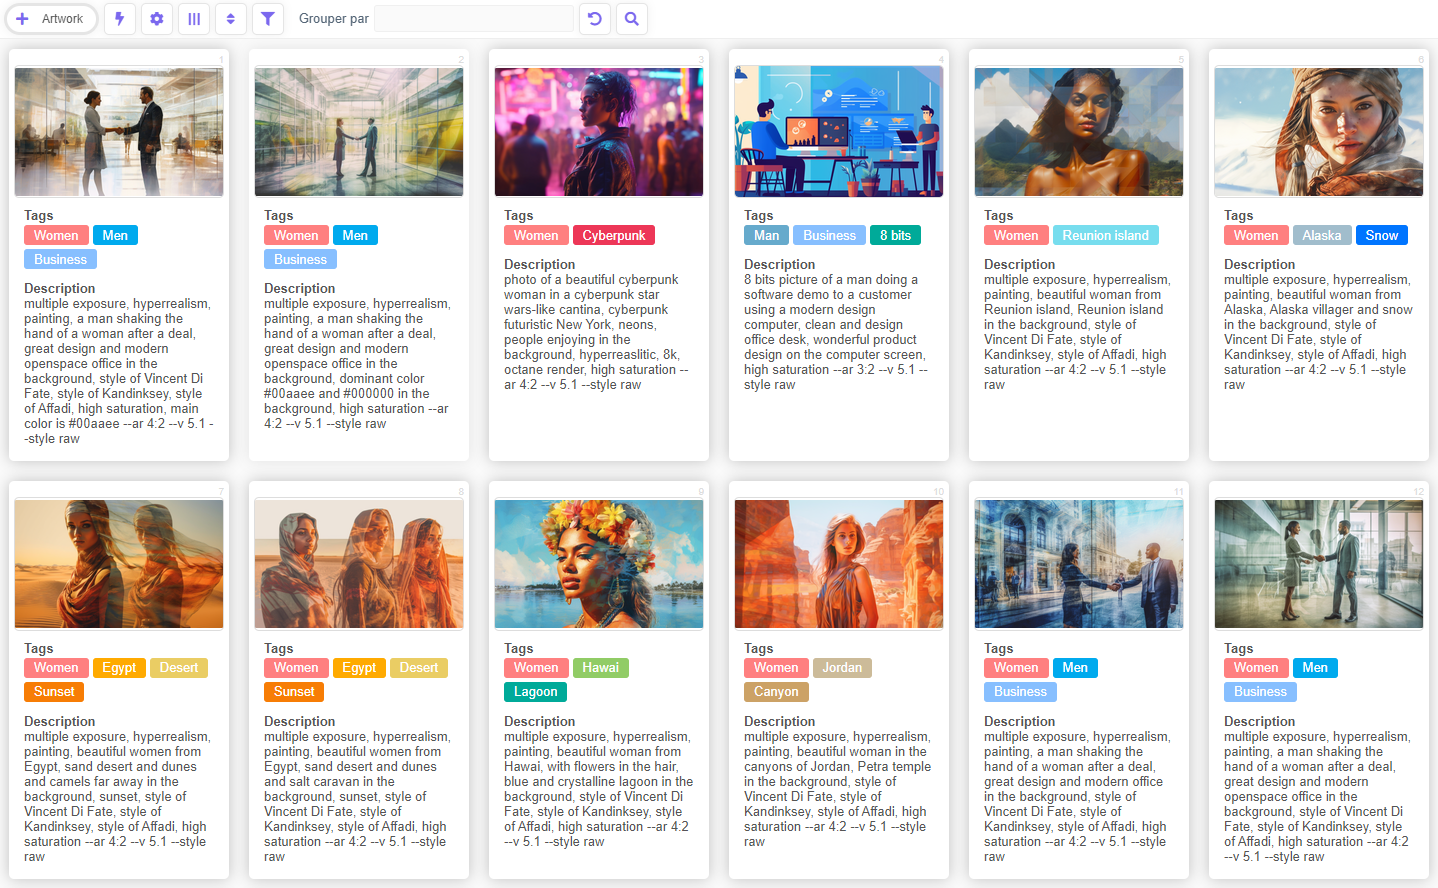 Artwork
Grouper par
1
Tags
Women Men
Business
Description
multiple exposure, hyperrealism,
painting, a man shaking the
hand of a woman after a deal,
great design and modern
openspace office in the
background, style of Vincent Di
Fate, style of Kandinksey, style
of Affadi, high saturation, main
color is #00aaee --ar 4:2 --v 5.1 -
-style raw
2
Tags
Women Men
Business
Description
multiple exposure, hyperrealism,
painting, a man shaking the
hand of a woman after a deal,
great design and modern
openspace office in the
background, dominant color
#00aaee and #000000 in the
background, high saturation --ar
4:2 --v 5.1 --style raw
3
Tags
Women Cyberpunk
Description
photo of a beautiful cyberpunk
woman in a cyberpunk star
wars-like cantina, cyberpunk
futuristic New York, neons,
people enjoying in the
background, hyperreaslitic, 8k,
octane render, high saturation --
ar 4:2 --v 5.1 --style raw
4
Tags
Man Business 8 bits
Description
8 bits picture of a man doing a
software demo to a customer
using a modern design
computer, clean and design
office desk, wonderful product
design on the computer screen,
high saturation --ar 3:2 --v 5.1 --
style raw
5
Tags
Women Reunion island
Description
multiple exposure, hyperrealism,
painting, beautiful woman from
Reunion island, Reunion island
in the background, style of
Vincent Di Fate, style of
Kandinksey, style of Affadi, high
saturation --ar 4:2 --v 5.1 --style
raw
6
Tags
Women Alaska Snow
Description
multiple exposure, hyperrealism,
painting, beautiful woman from
Alaska, Alaska villager and snow
in the background, style of
Vincent Di Fate, style of
Kandinksey, style of Affadi, high
saturation --ar 4:2 --v 5.1 --style
raw
7
Tags
Women Egypt Desert
Sunset
Description
multiple exposure, hyperrealism,
painting, beautiful women from
Egypt, sand desert and dunes
and camels far away in the
background, sunset, style of
Vincent Di Fate, style of
Kandinksey, style of Affadi, high
saturation --ar 4:2 --v 5.1 --style
raw
8
Tags
Women Egypt Desert
Sunset
Description
multiple exposure, hyperrealism,
painting, beautiful women from
Egypt, sand desert and dunes
and salt caravan in the
background, sunset, style of
Vincent Di Fate, style of
Kandinksey, style of Affadi, high
saturation --ar 4:2 --v 5.1 --style
raw
9
Tags
Women Hawai
Lagoon
Description
multiple exposure, hyperrealism,
painting, beautiful woman from
Hawai, with flowers in the hair,
blue and crystalline lagoon in the
background, style of Vincent Di
Fate, style of Kandinksey, style
of Affadi, high saturation --ar 4:2
--v 5.1 --style raw
10
Tags
Women Jordan
Canyon
Description
multiple exposure, hyperrealism,
painting, beautiful woman in the
canyons of Jordan, Petra temple
in the background, style of
Vincent Di Fate, style of
Kandinksey, style of Affadi, high
saturation --ar 4:2 --v 5.1 --style
raw
11
Tags
Women Men
Business
Description
multiple exposure, hyperrealism,
painting, a man shaking the
hand of a woman after a deal,
great design and modern office
in the background, style of
Vincent Di Fate, style of
Kandinksey, style of Affadi, high
saturation --ar 4:2 --v 5.1 --style
raw
12
Tags
Women Men
Business
Description
multiple exposure, hyperrealism,
painting, a man shaking the
hand of a woman after a deal,
great design and modern
openspace office in the
background, style of Vincent Di
Fate, style of Kandinksey, style
of Affadi, high saturation --ar 4:2
--v 5.1 --style raw